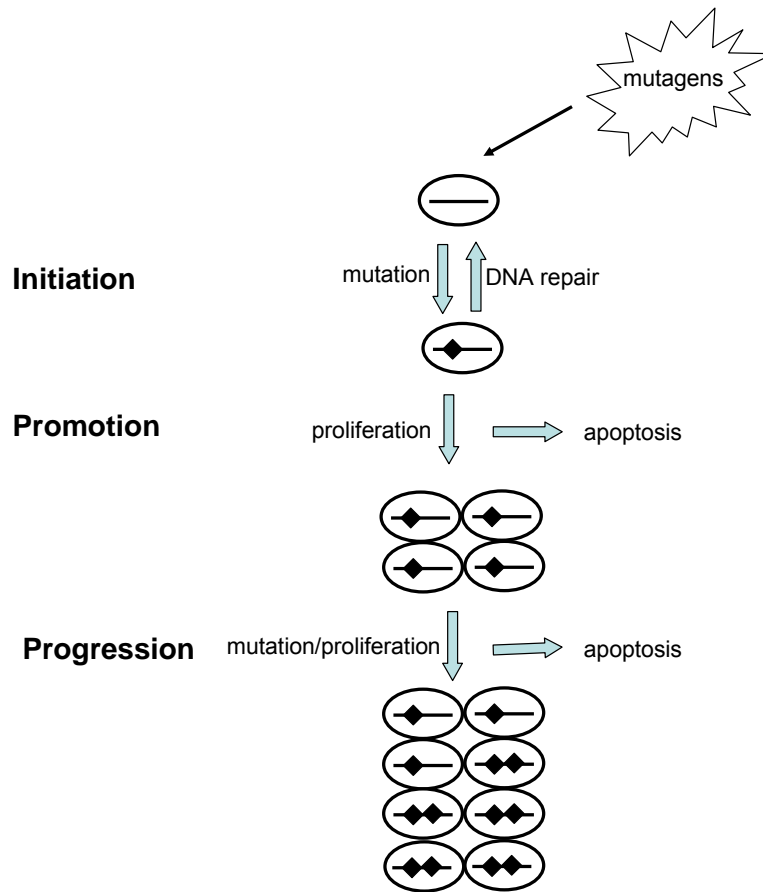 mutagens
Initiation
mutation
DNA repair
Promotion
proliferation
apoptosis
Progression
mutation/proliferation
apoptosis